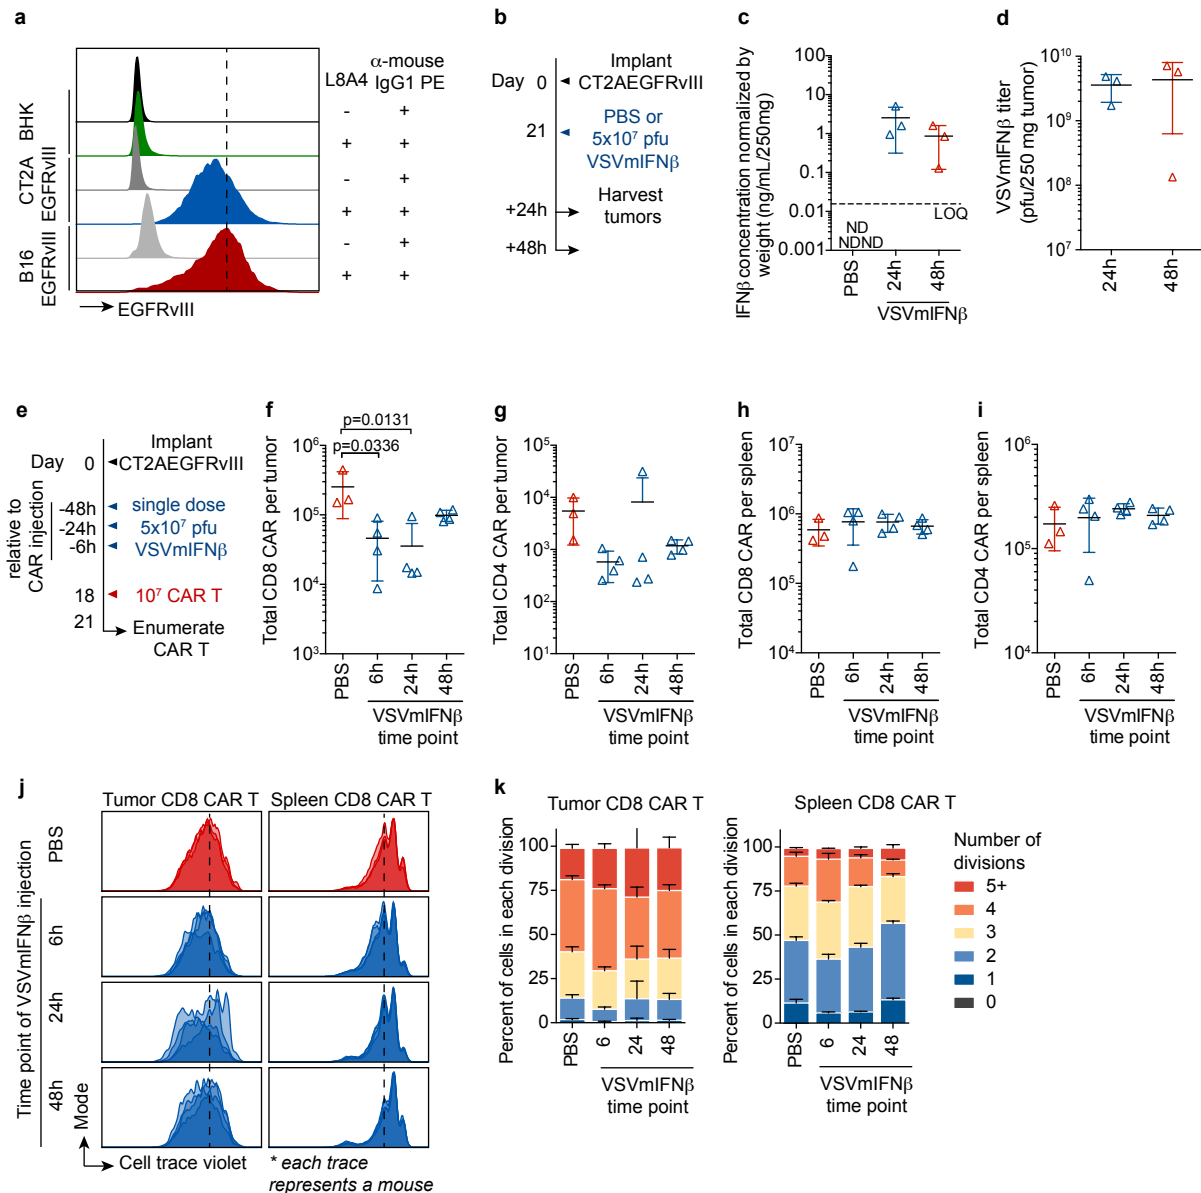 a
BHK
CT2A
EGFRvIII
B16
EGFRvIII
L8A4
α-mouse
IgG1 PE
- +
+ +
- +
+ +
- +
+ +
EGFRvIII
b
Day 0
Implant
CT2AEGFRvIII
21
PBS or
5x10⁷ pfu
VSVmIFNβ
+24h
Harvest
tumors
+48h
c
IFNβ concentration normalized by
weight (ng/mL/250mg)
100
10
1
0.1
0.01
0.001
LOQ
ND
NDND
PBS
24h
48h
VSVmIFNβ
d
VSVmIFNβ titer
(pfu/250 mg tumor)
10¹⁰
10⁹
10⁸
10⁷
24h
48h
e
Day 0
Implant
CT2AEGFRvIII
relative to
CAR injection
-48h
-24h
-6h
single dose
5x10⁷ pfu
VSVmIFNβ
18
10⁷ CAR T
21
Enumerate
CAR T
f
Total CD8 CAR per tumor
10⁶
10⁵
10⁴
10³
p=0.0131
p=0.0336
PBS
6h
24h
48h
VSVmIFNβ
time point
g
Total CD4 CAR per tumor
10⁵
10⁴
10³
10²
10¹
PBS
6h
24h
48h
VSVmIFNβ
time point
h
Total CD8 CAR per spleen
10⁷
10⁶
10⁵
10⁴
PBS
6h
24h
48h
VSVmIFNβ
time point
i
Total CD4 CAR per spleen
10⁶
10⁵
10⁴
PBS
6h
24h
48h
VSVmIFNβ
time point
j
Tumor CD8 CAR T
Spleen CD8 CAR T
Time point of VSVmIFNβ injection
PBS
6h
24h
48h
Mode
Cell trace violet
* each trace
represents a mouse
k
Tumor CD8 CAR T
Percent of cells in each division
100
75
50
25
0
PBS
6
24
48
VSVmIFNβ
time point
Spleen CD8 CAR T
Percent of cells in each division
100
75
50
25
0
PBS
6
24
48
VSVmIFNβ
time point
Number of
divisions
5+
4
3
2
1
0